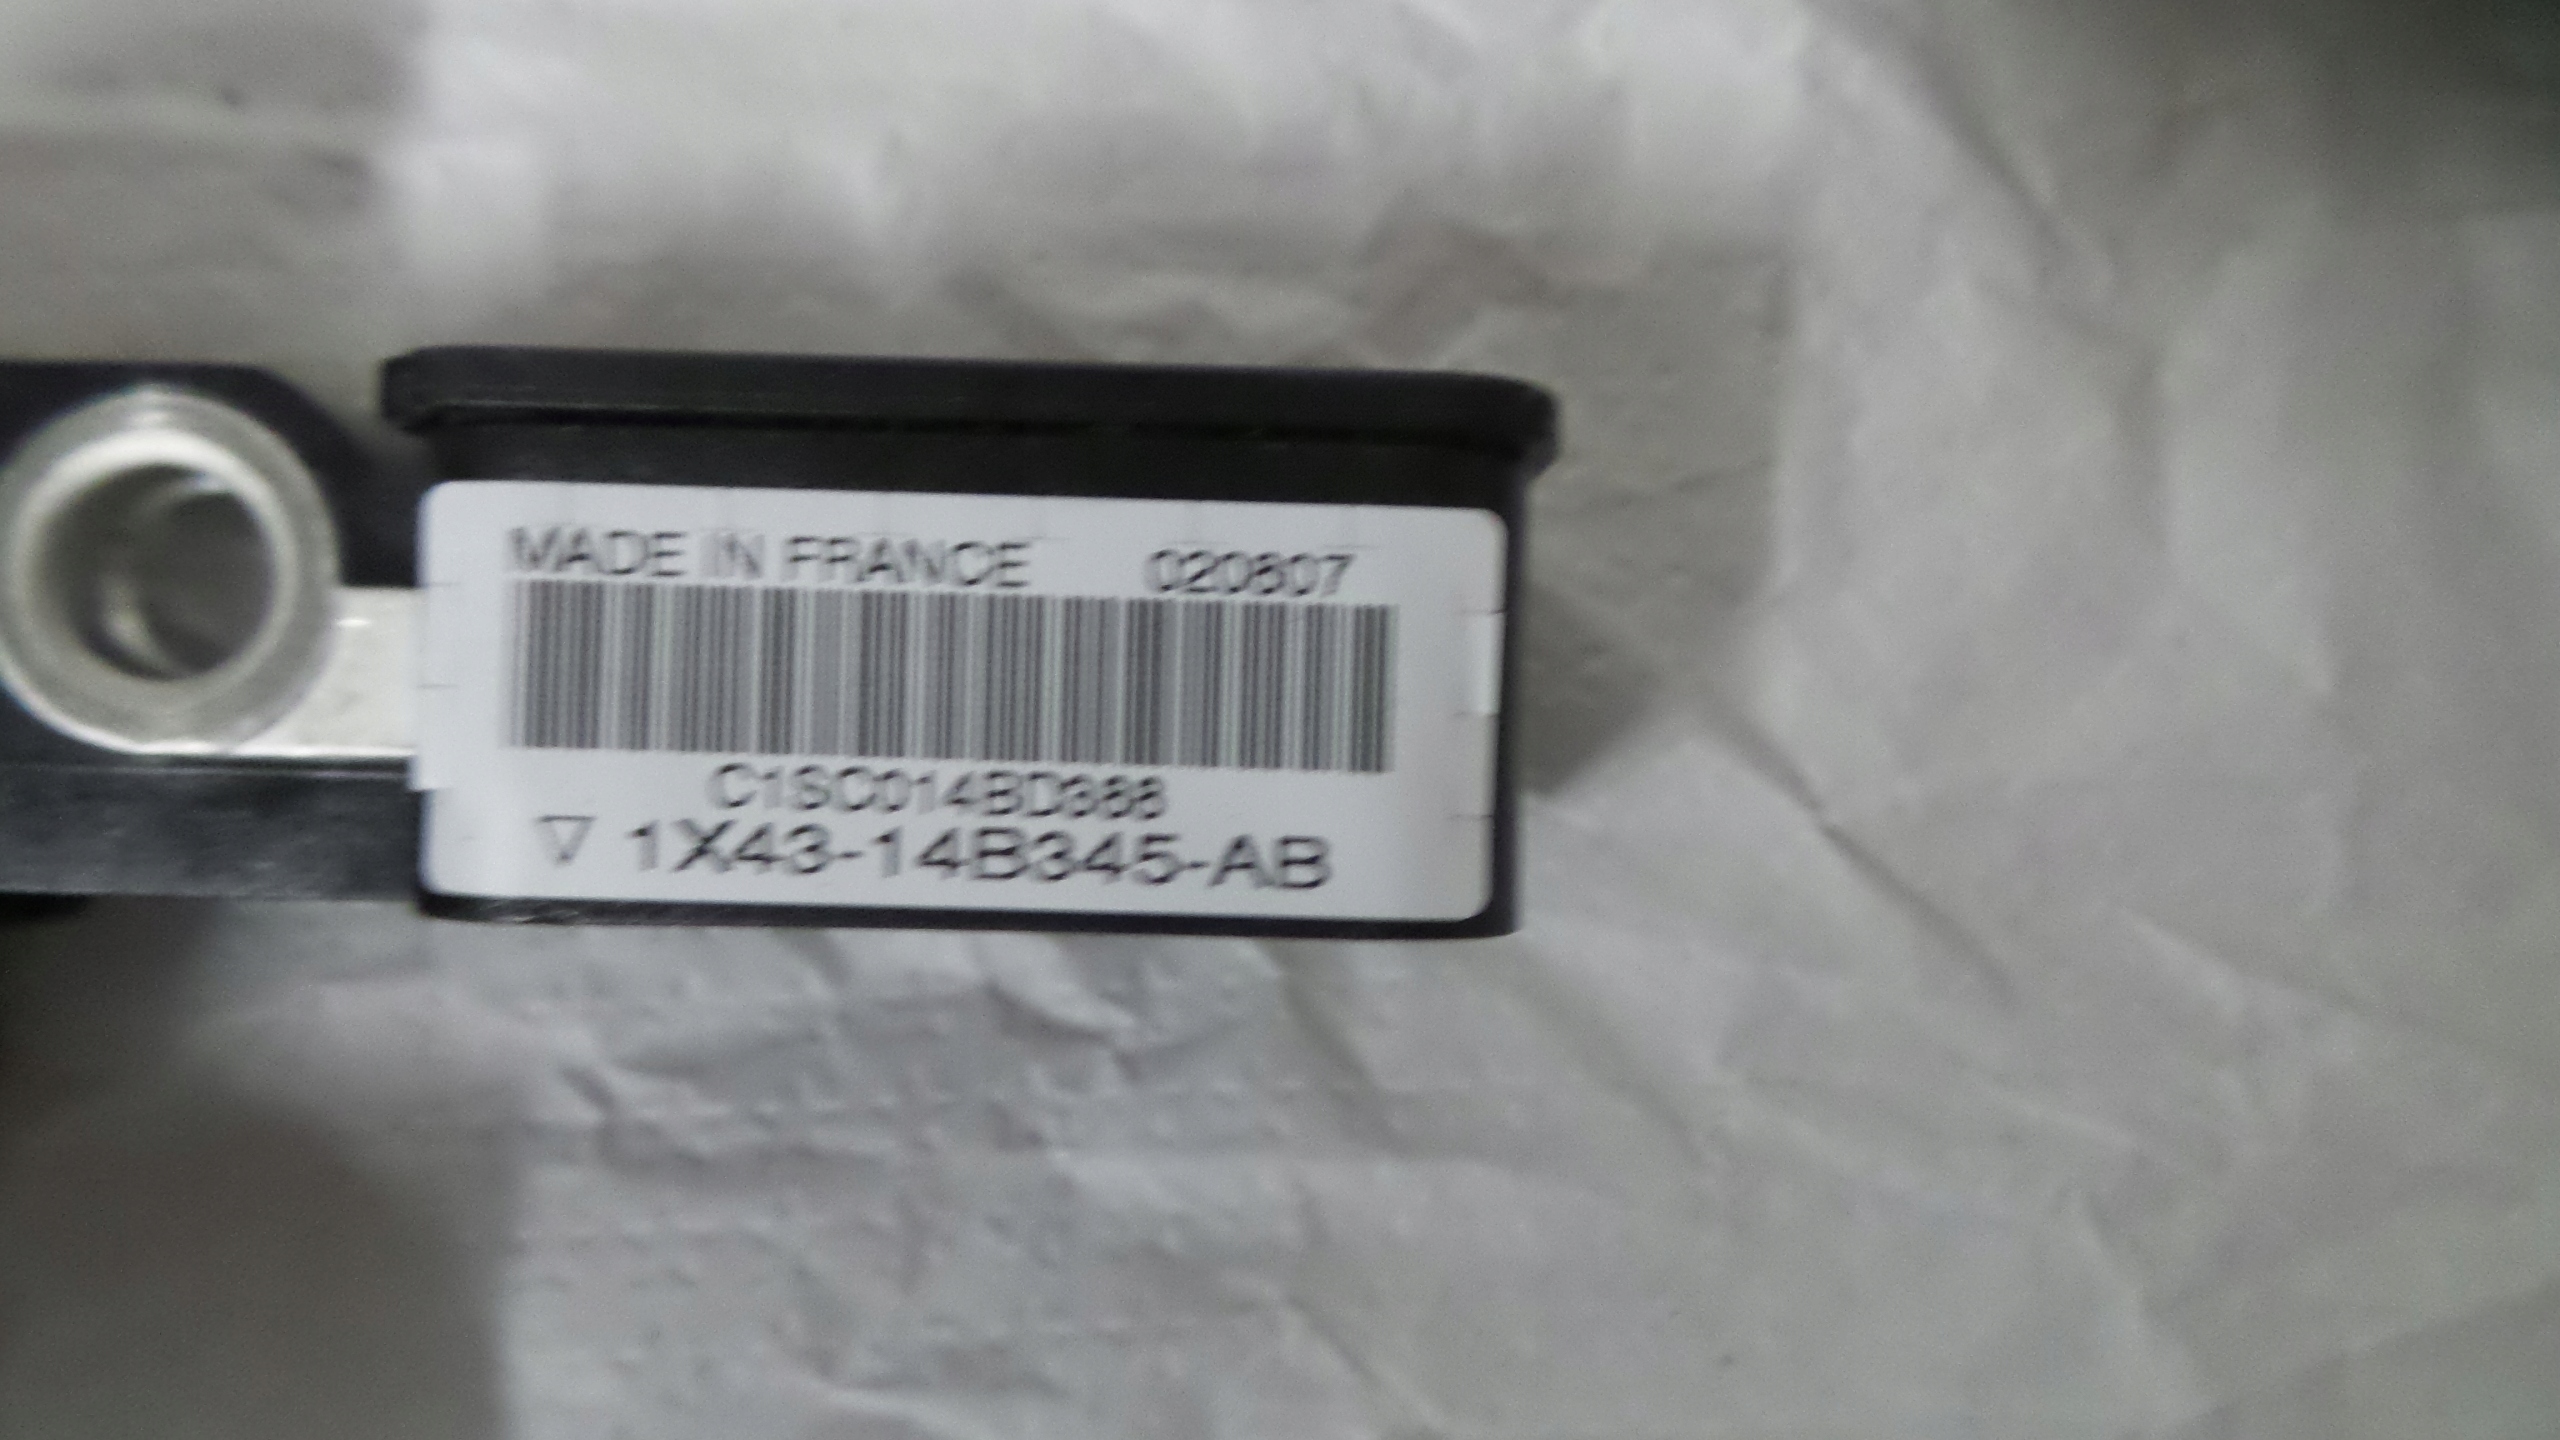 MADE IN FRANCE 020807
C1SC014BD388
▽ 1X43-14B345-AB